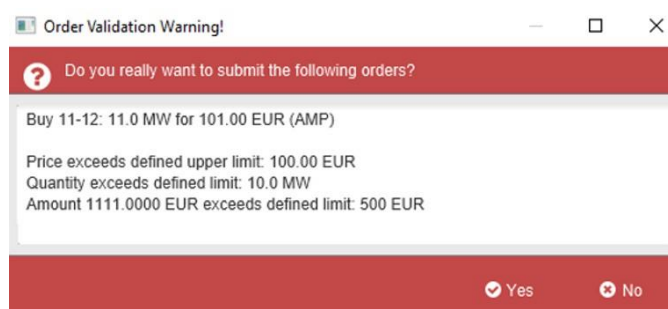 Order Validation Warning!
Do you really want to submit the following orders?
Buy 11-12: 11.0 MW for 101.00 EUR (AMP)
Price exceeds defined upper limit: 100.00 EUR
Quantity exceeds defined limit: 10.0 MW
Amount 1111.0000 EUR exceeds defined limit: 500 EUR
Yes No